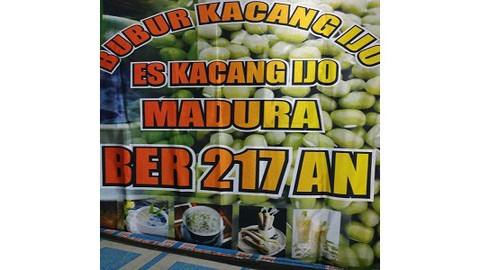 BUBUR KACANG IJO
ES KACANG IJO
MADURA
BER 217 AN